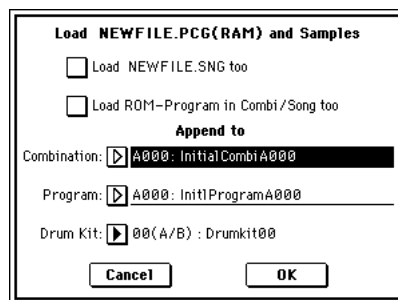 Load NEWFILE.PCG(RAM) and Samples
Load NEWFILE.SNG too
Load ROM-Program in Combi/Song too
Append to
Combination: A000: InitialCombiA000
Program: A000: InitlProgramA000
Drum Kit: 00(A/B) : Drumkit00
Cancel OK